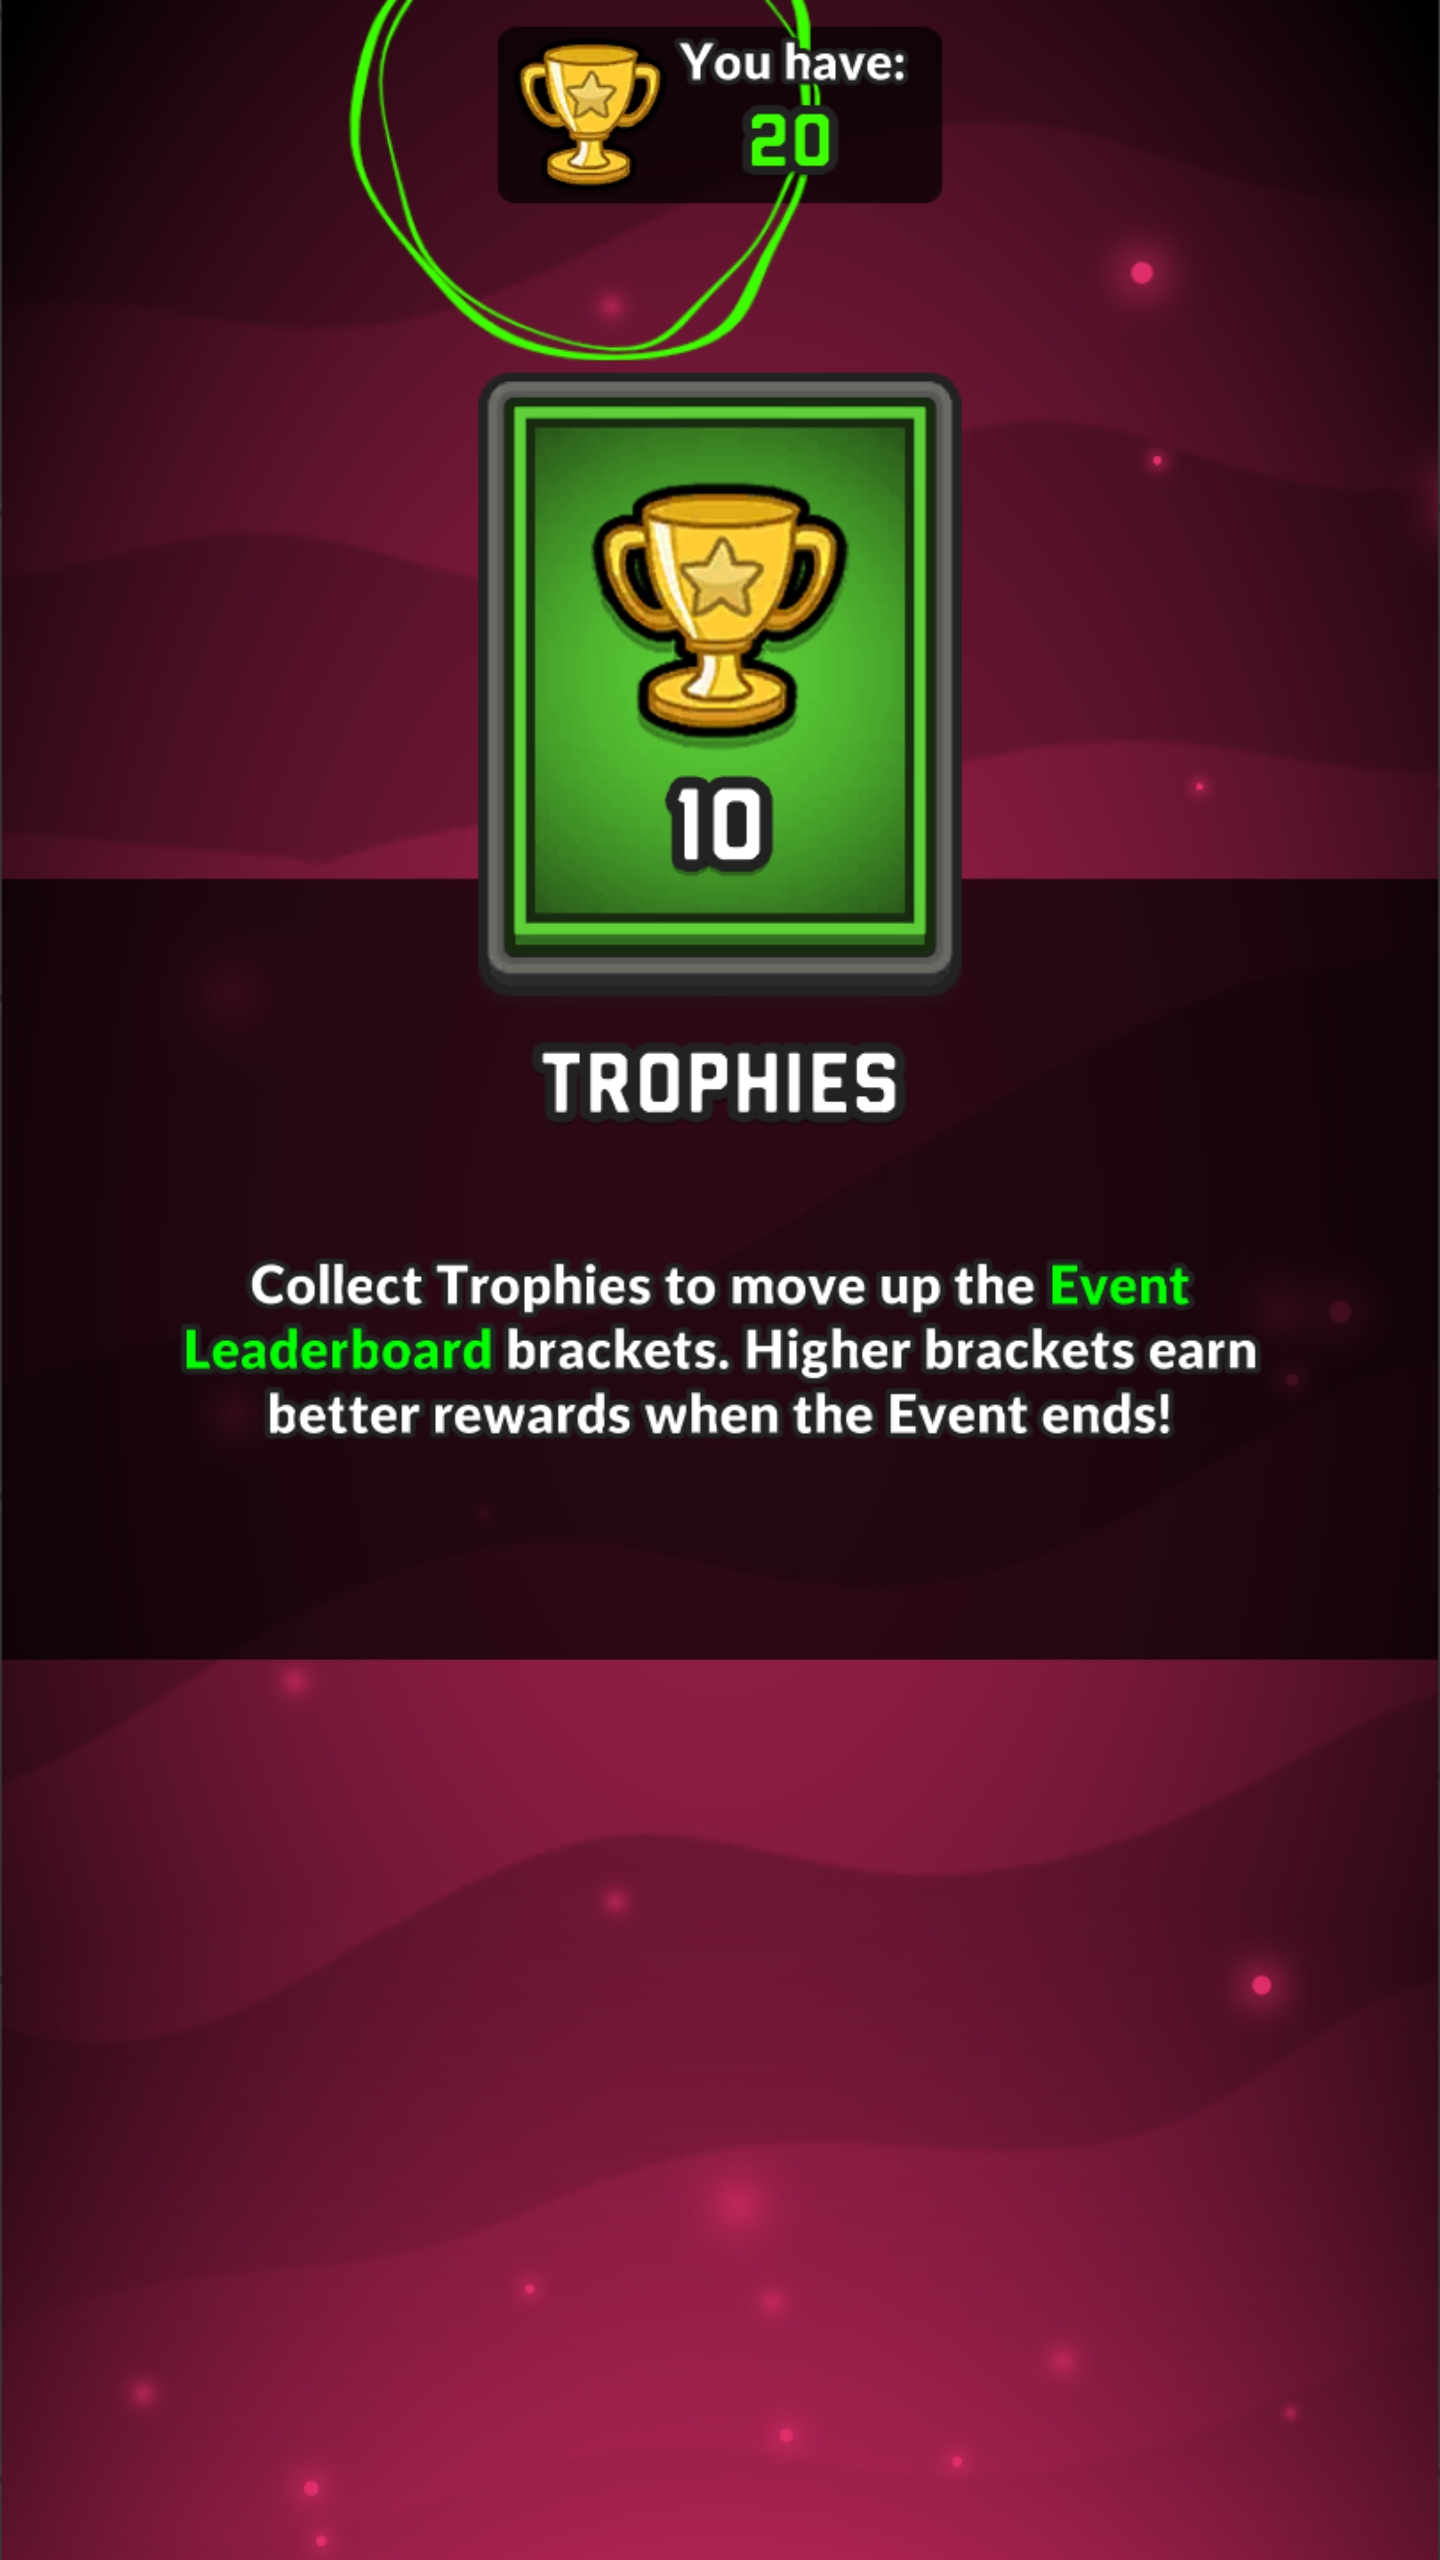 You have:
20
10
TROPHIES
Collect Trophies to move up the Event
Leaderboard brackets. Higher brackets earn
better rewards when the Event ends!